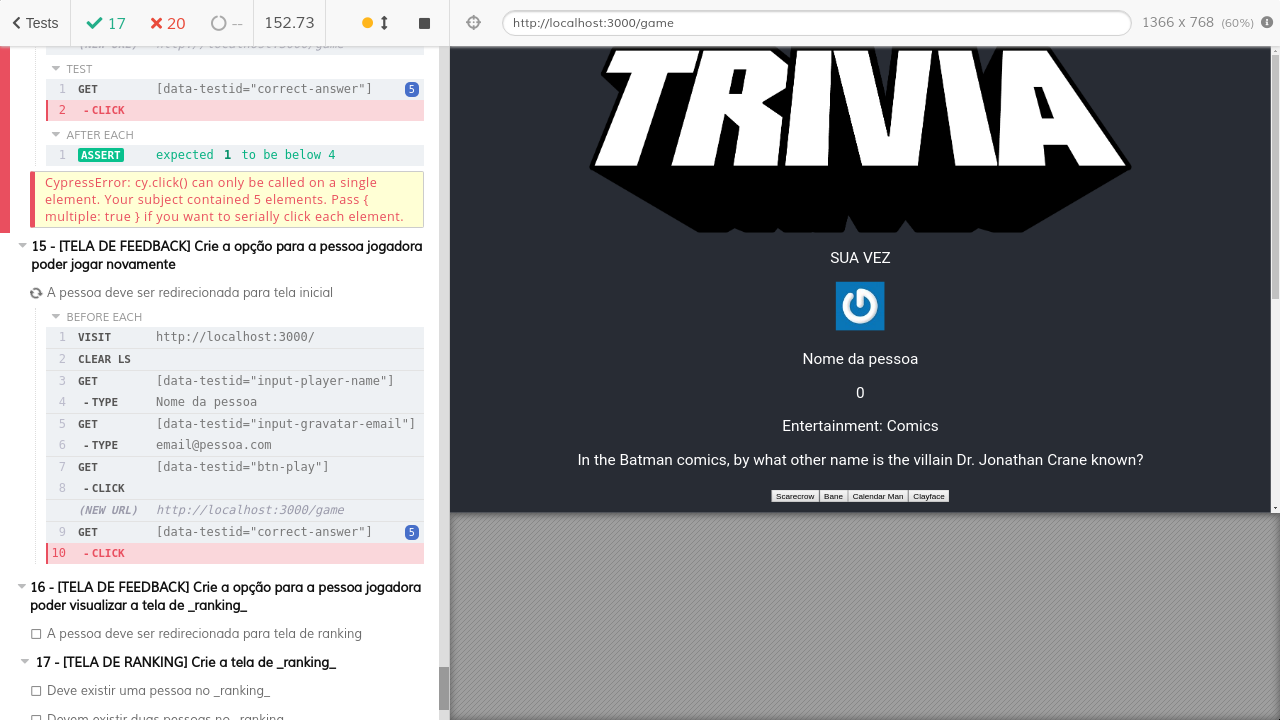 Tests
17
20
--
152.73
http://localhost:3000/game
1366 x 768 (60%)
(NEW URL) http://localhost:3000/game
TEST
1 GET [data-testid="correct-answer"] 5
2 - CLICK
AFTER EACH
1 ASSERT expected 1 to be below 4
CypressError: cy.click() can only be called on a single
element. Your subject contained 5 elements. Pass {
multiple: true } if you want to serially click each element.
15 - [TELA DE FEEDBACK] Crie a opção para a pessoa jogadora
poder jogar novamente
A pessoa deve ser redirecionada para tela inicial
BEFORE EACH
1 VISIT http://localhost:3000/
2 CLEAR LS
3 GET [data-testid="input-player-name"]
4 - TYPE Nome da pessoa
5 GET [data-testid="input-gravatar-email"]
6 - TYPE email@pessoa.com
7 GET [data-testid="btn-play"]
8 - CLICK
(NEW URL) http://localhost:3000/game
9 GET [data-testid="correct-answer"] 5
10 - CLICK
16 - [TELA DE FEEDBACK] Crie a opção para a pessoa jogadora
poder visualizar a tela de _ranking_
A pessoa deve ser redirecionada para tela de ranking
17 - [TELA DE RANKING] Crie a tela de _ranking_
Deve existir uma pessoa no _ranking_
Devem existir duas pessoas no _ranking_
TRIVIA
SUA VEZ
Nome da pessoa
0
Entertainment: Comics
In the Batman comics, by what other name is the villain Dr. Jonathan Crane known?
Scarecrow Bane Calendar Man Clayface